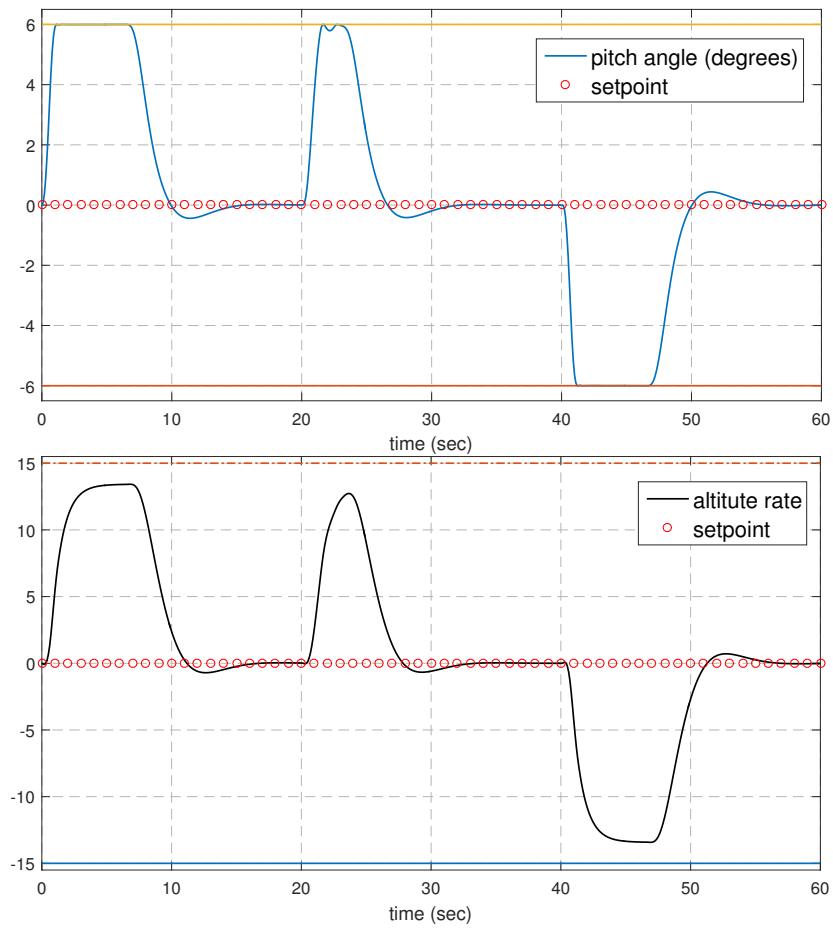 6
pitch angle (degrees)
setpoint
4
2
0
-2
-4
-6
0 10 20 30 40 50 60
time (sec)
15
altitute rate
setpoint
10
5
0
-5
-10
-15
0 10 20 30 40 50 60
time (sec)